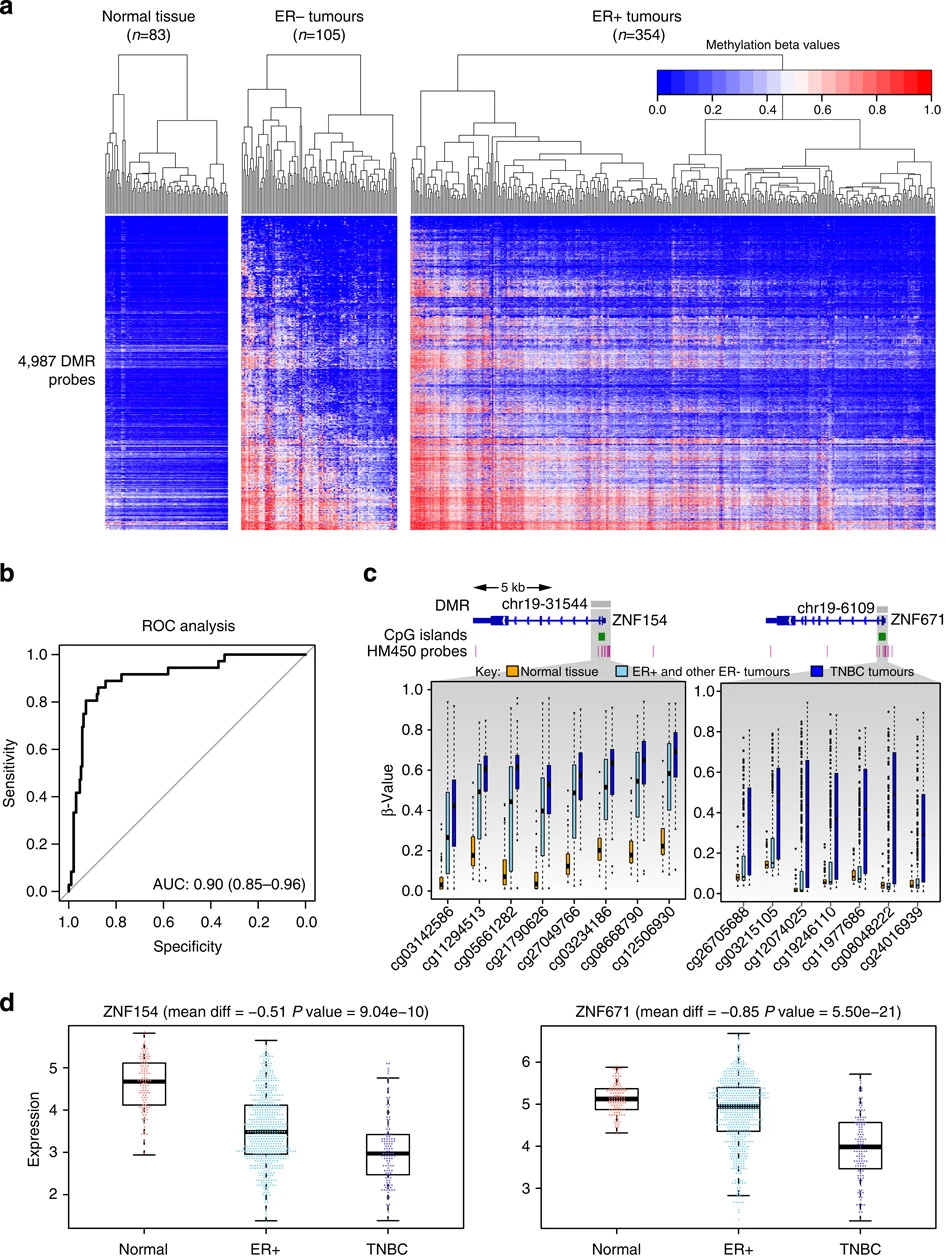 a
Normal tissue
(n=83)
ER– tumours
(n=105)
ER+ tumours
(n=354)
Methylation beta values
0.0 0.2 0.4 0.6 0.8 1.0
4,987 DMR
probes
b
ROC analysis
Sensitivity
1.0
0.8
0.6
0.4
0.2
0.0
AUC: 0.90 (0.85–0.96)
1.0 0.8 0.6 0.4 0.2 0.0
Specificity
c
5 kb
DMR
chr19-31544
ZNF154
CpG islands
HM450 probes
chr19-6109
ZNF671
Key: Normal tissue ER+ and other ER- tumours TNBC tumours
β-Value
1.0
0.8
0.6
0.4
0.2
0.0
cg03142586
cg11294513
cg05661282
cg21790626
cg27049766
cg03234186
cg08668790
cg12506930
1.0
0.8
0.6
0.4
0.2
0.0
cg26705688
cg03215105
cg12074025
cg19246110
cg11977686
cg08048222
cg24016939
d
ZNF154 (mean diff = −0.51 P value = 9.04e−10)
Expression
5
4
3
2
Normal ER+ TNBC
ZNF671 (mean diff = −0.85 P value = 5.50e−21)
6
5
4
3
Normal ER+ TNBC